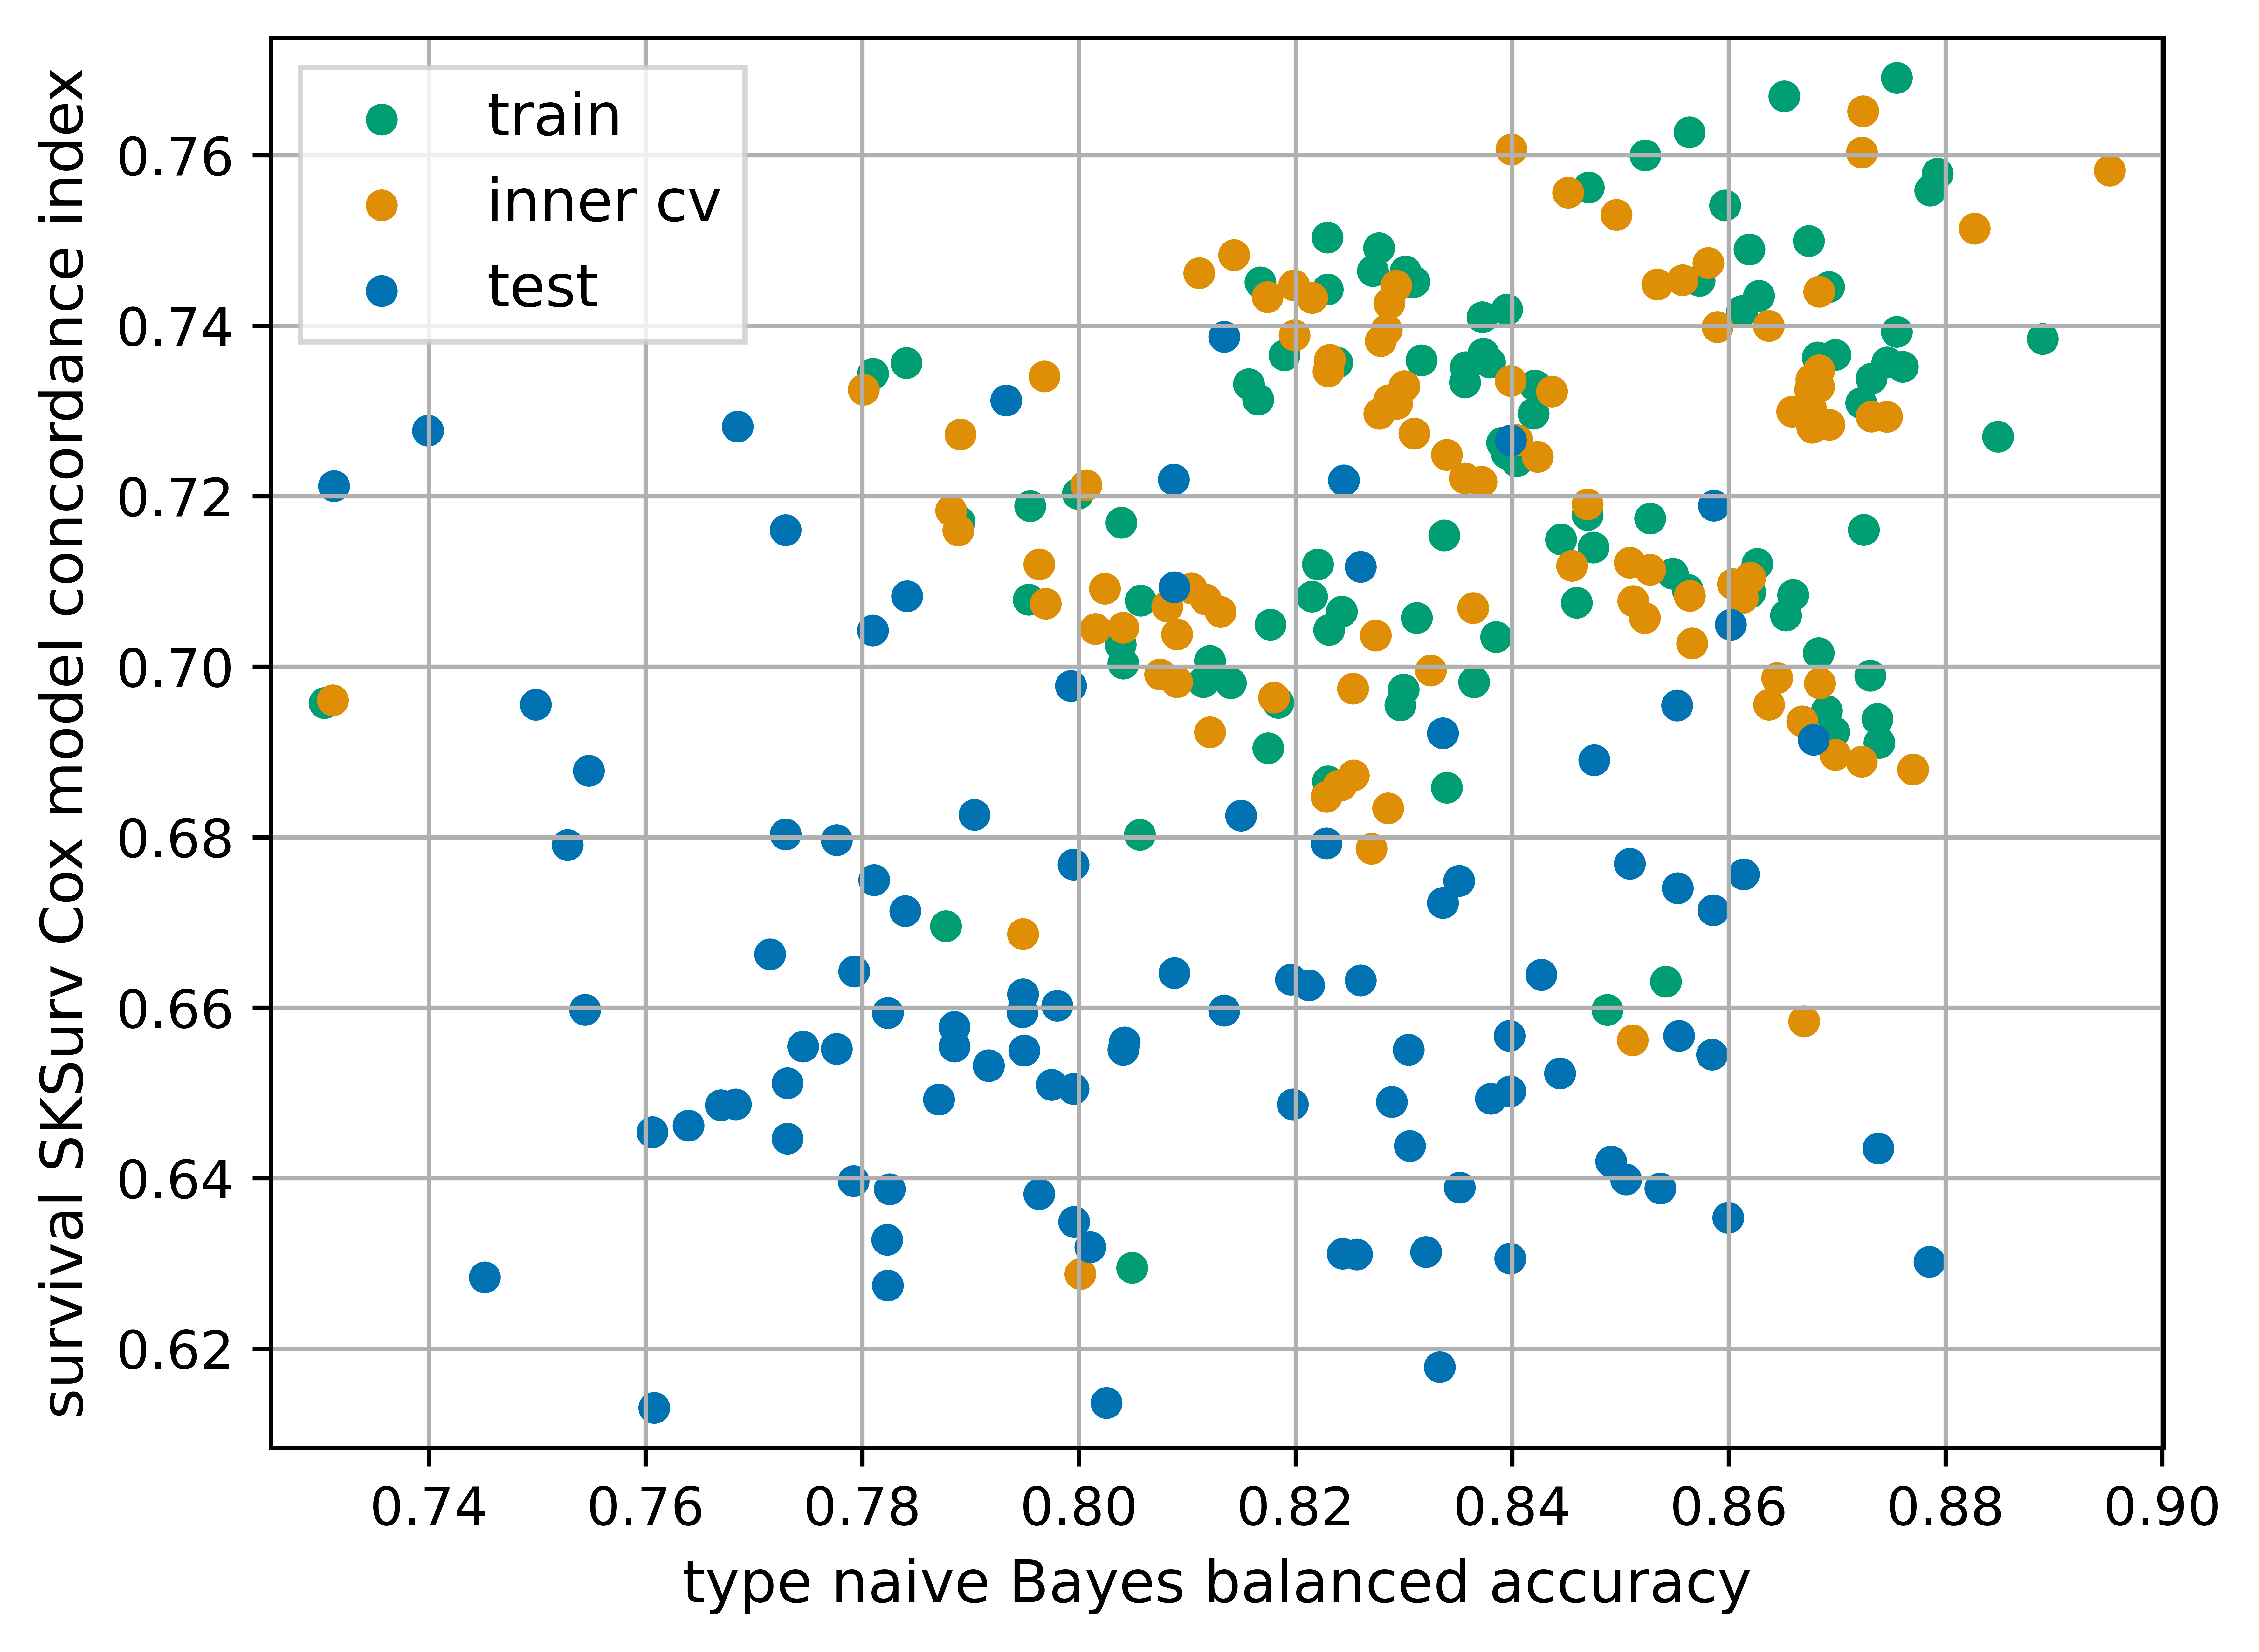 train
inner cv
test
survival SKSurv Cox model concordance index
0.76
0.74
0.72
0.70
0.68
0.66
0.64
0.62
0.74 0.76 0.78 0.80 0.82 0.84 0.86 0.88 0.90
type naive Bayes balanced accuracy